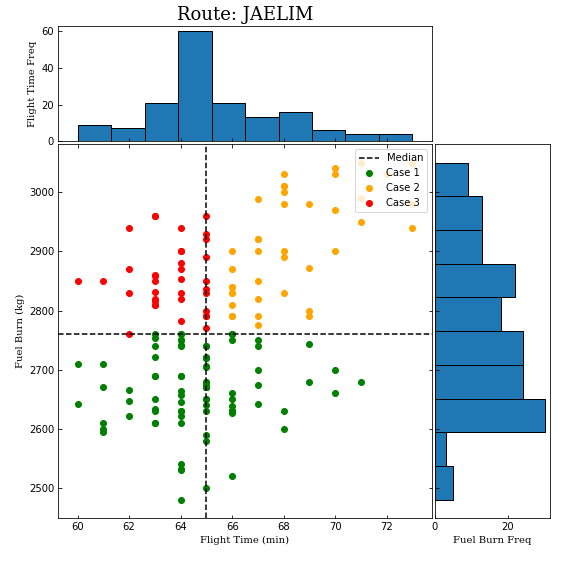 Route: JAELIM
60
40
20
0
Flight Time Freq
Median
Case 1
Case 2
Case 3
3000
2900
2800
2700
2600
2500
Fuel Burn (kg)
60 62 64 66 68 70 72
Flight Time (min)
0 20
Fuel Burn Freq